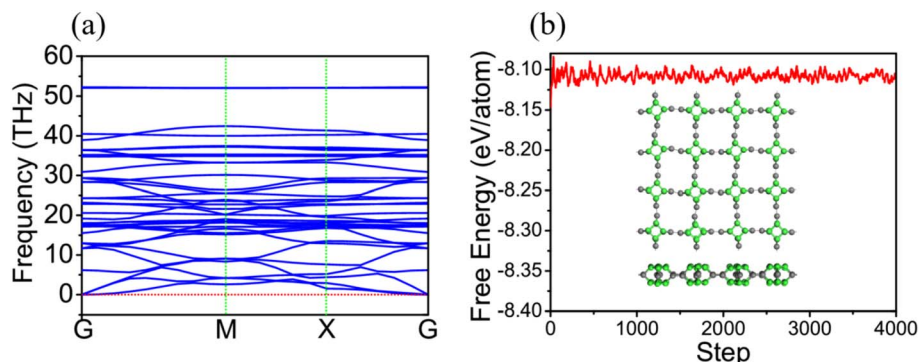 (a)
60
50
40
30
20
10
0
Frequency (THz)
G M X G
(b)
-8.10
-8.15
-8.20
-8.25
-8.30
-8.35
-8.40
Free Energy (eV/atom)
0 1000 2000 3000 4000
Step